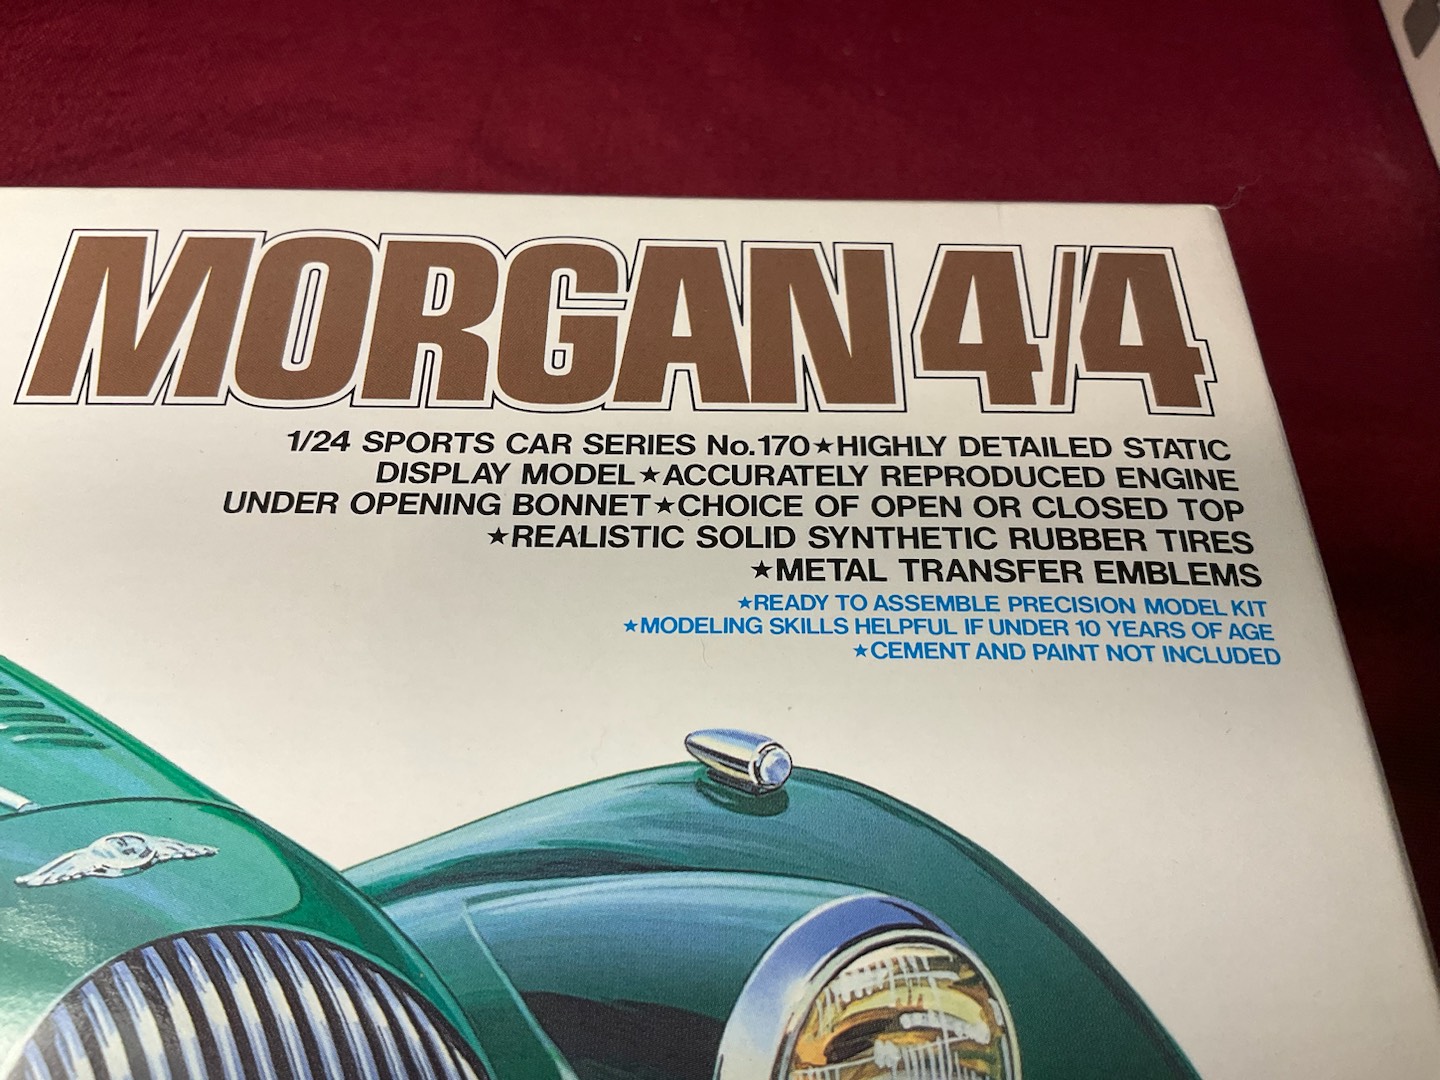 MORGAN 4/4
1/24 SPORTS CAR SERIES No.170★HIGHLY DETAILED STATIC
DISPLAY MODEL★ACCURATELY REPRODUCED ENGINE
UNDER OPENING BONNET★CHOICE OF OPEN OR CLOSED TOP
★REALISTIC SOLID SYNTHETIC RUBBER TIRES
★METAL TRANSFER EMBLEMS
★READY TO ASSEMBLE PRECISION MODEL KIT
★MODELING SKILLS HELPFUL IF UNDER 10 YEARS OF AGE
★CEMENT AND PAINT NOT INCLUDED